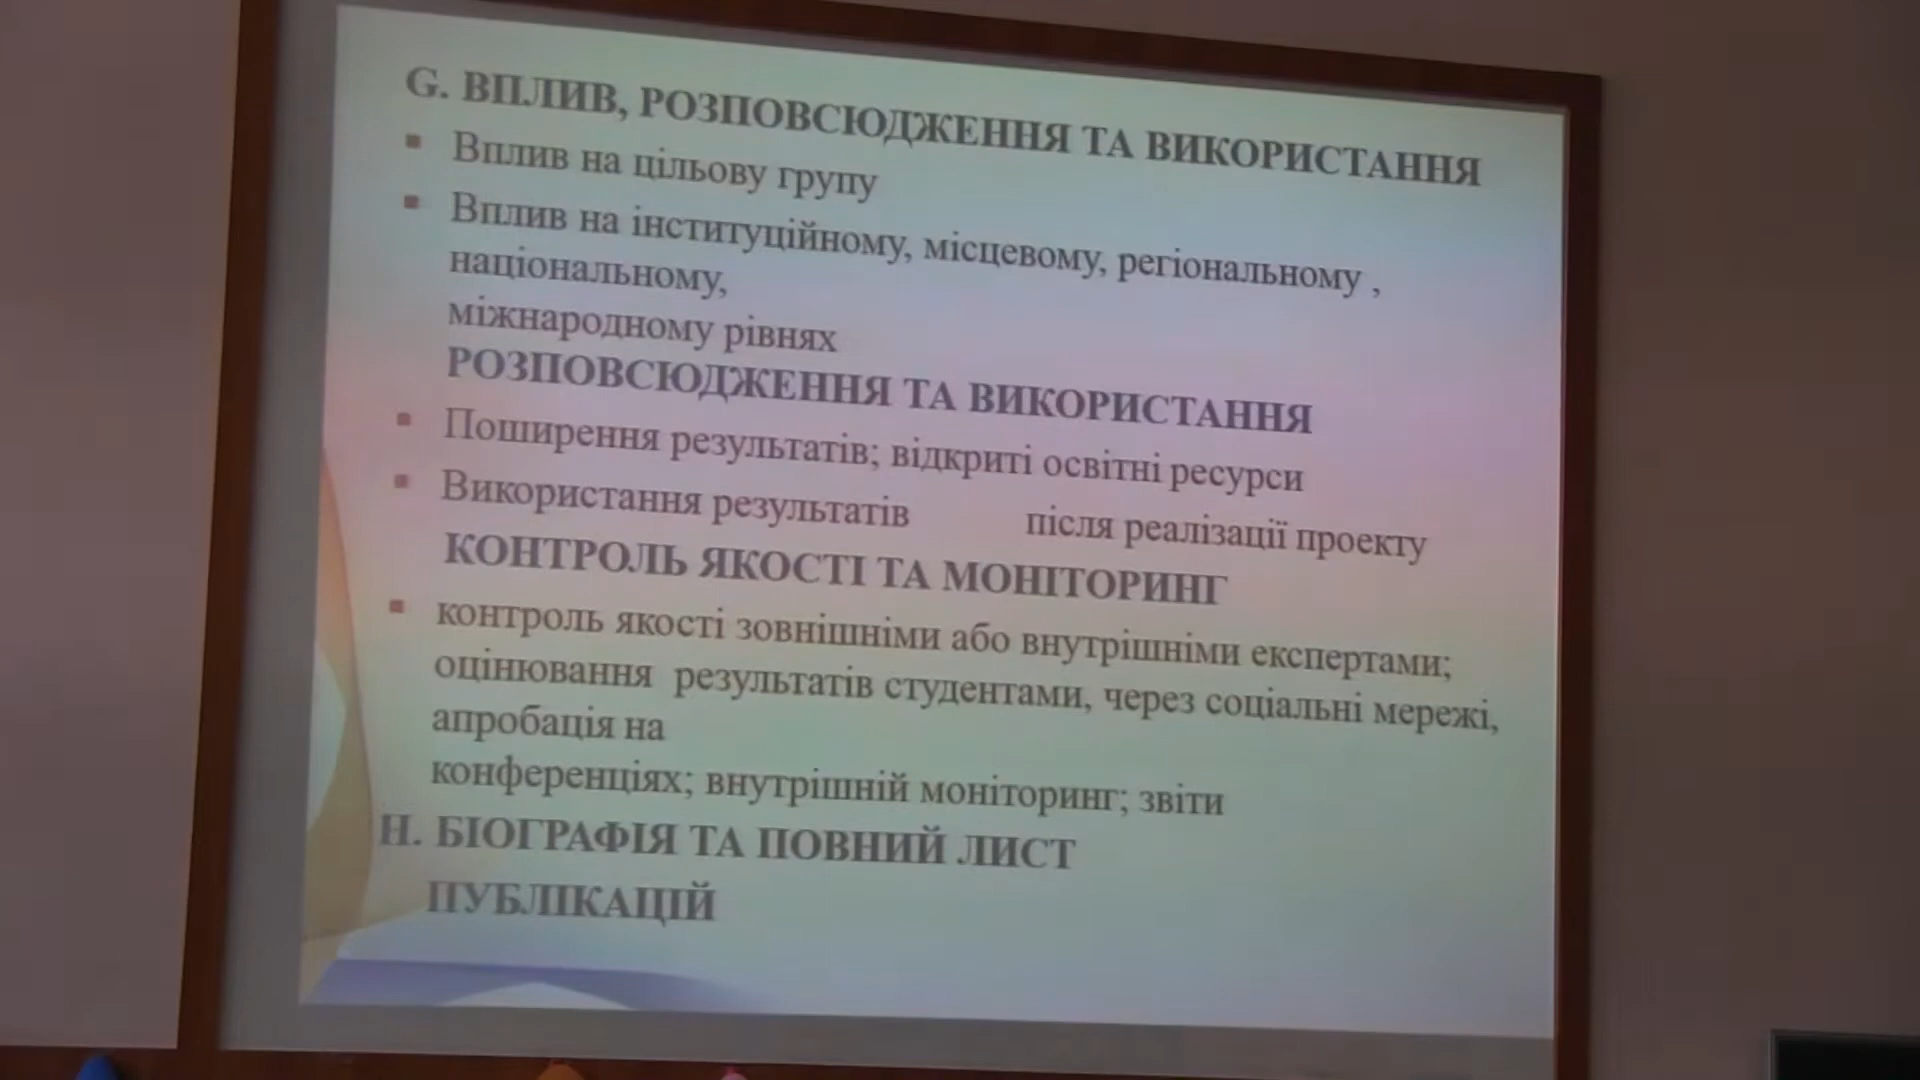 G. ВПЛИВ, РОЗПОВСЮДЖЕННЯ ТА ВИКОРИСТАННЯ
▪ Вплив на цільову групу
▪ Вплив на інституційному, місцевому, регіональному ,
національному,
міжнародному рівнях
РОЗПОВСЮДЖЕННЯ ТА ВИКОРИСТАННЯ
▪ Поширення результатів; відкриті освітні ресурси
▪ Використання результатів після реалізації проекту
КОНТРОЛЬ ЯКОСТІ ТА МОНІТОРИНГ
▪ контроль якості зовнішніми або внутрішніми експертами;
оцінювання результатів студентами, через соціальні мережі,
апробація на
конференціях; внутрішній моніторинг; звіти
H. БІОГРАФІЯ ТА ПОВНИЙ ЛИСТ
ПУБЛІКАЦІЙ